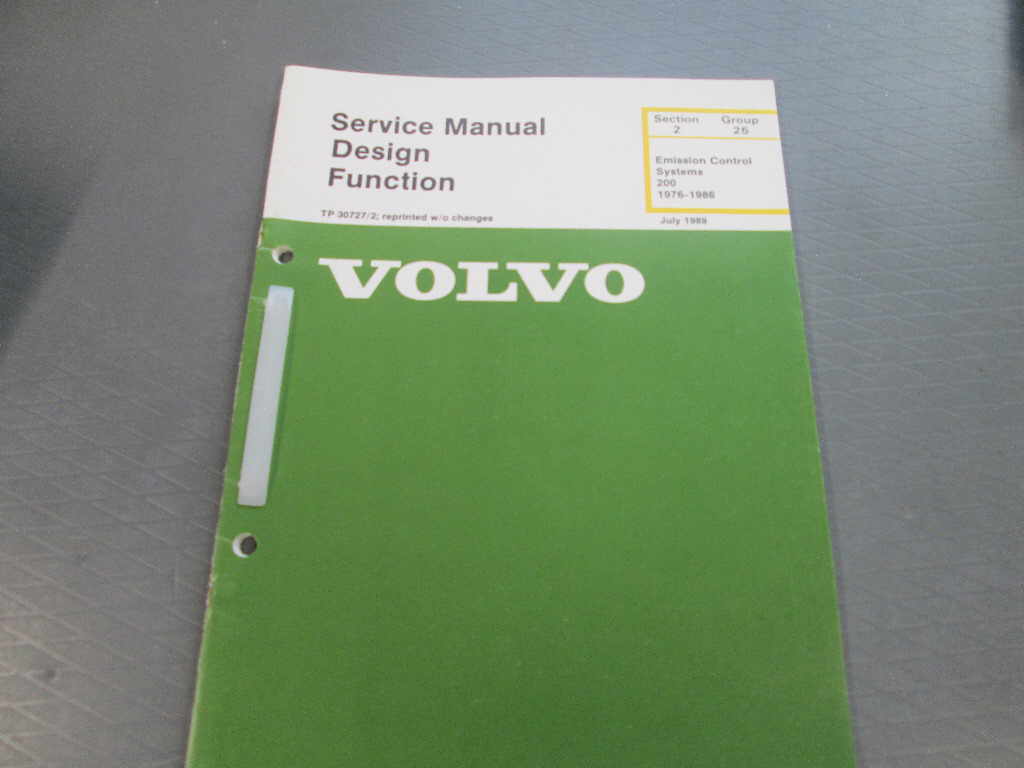 Service Manual
Design
Function
TP 30727/2; reprinted w/o changes
Section Group
2 25
Emission Control
Systems
200
1976-1986
July 1989
VOLVO